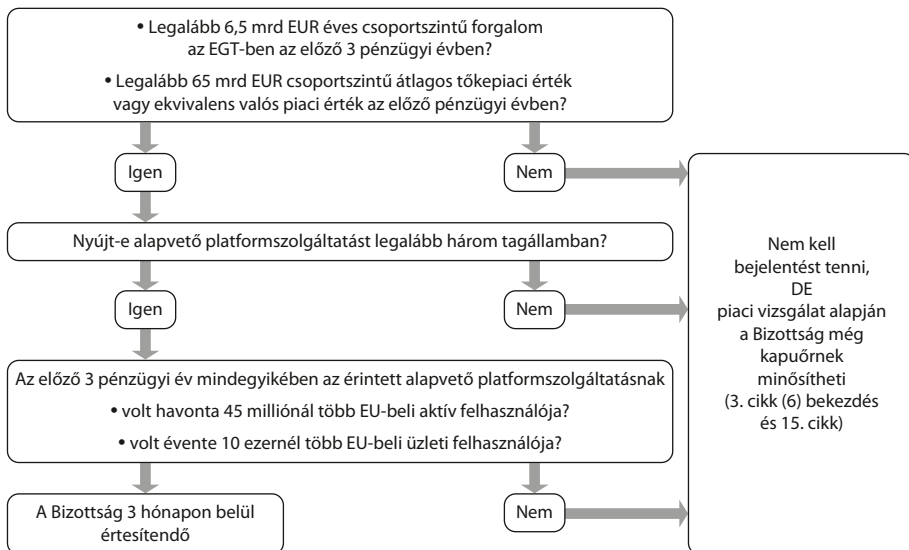 • Legalább 6,5 mrd EUR éves csoportszintű forgalom
az EGT-ben az előző 3 pénzügyi évben?
• Legalább 65 mrd EUR csoportszintű átlagos tőkepiaci érték
vagy ekvivalens valós piaci érték az előző pénzügyi évben?
Igen
Nem
Nyújt-e alapvető platformszolgáltatást legalább három tagállamban?
Igen
Nem
Az előző 3 pénzügyi év mindegyikében az érintett alapvető platformszolgáltatásnak
• volt havonta 45 milliónál több EU-beli aktív felhasználója?
• volt évente 10 ezernél több EU-beli üzleti felhasználója?
A Bizottság 3 hónapon belül
értesítendő
Nem
Nem kell
bejelentést tenni,
DE
piaci vizsgálat alapján
a Bizottság még
kapuőrnek
minősítheti
(3. cikk (6) bekezdés
és 15. cikk)